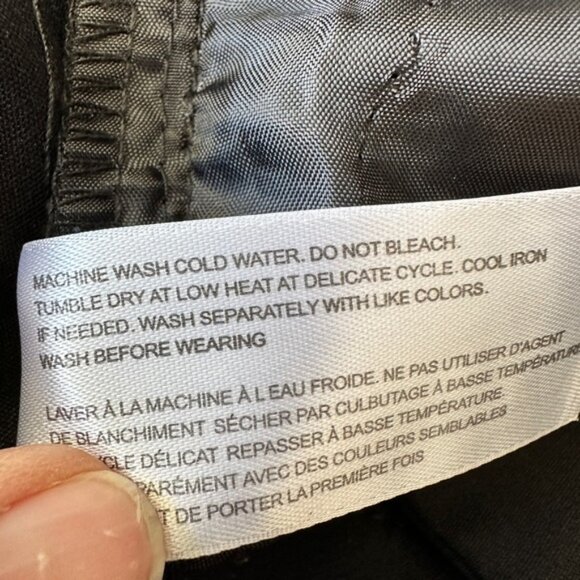 MACHINE WASH COLD WATER. DO NOT BLEACH.
TUMBLE DRY AT LOW HEAT AT DELICATE CYCLE. COOL IRON
IF NEEDED. WASH SEPARATELY WITH LIKE COLORS.
WASH BEFORE WEARING
LAVER À LA MACHINE À L EAU FROIDE. NE PAS UTILISER D'AGENT
DE BLANCHIMENT SÉCHER PAR CULBUTAGE À BASSE TEMPÉRATURE
DÉLICAT REPASSER À BASSE TEMPÉRATURE
AVEC DES COULEURS SEMBLABLES
DE PORTER LA PREMIÈRE FOIS